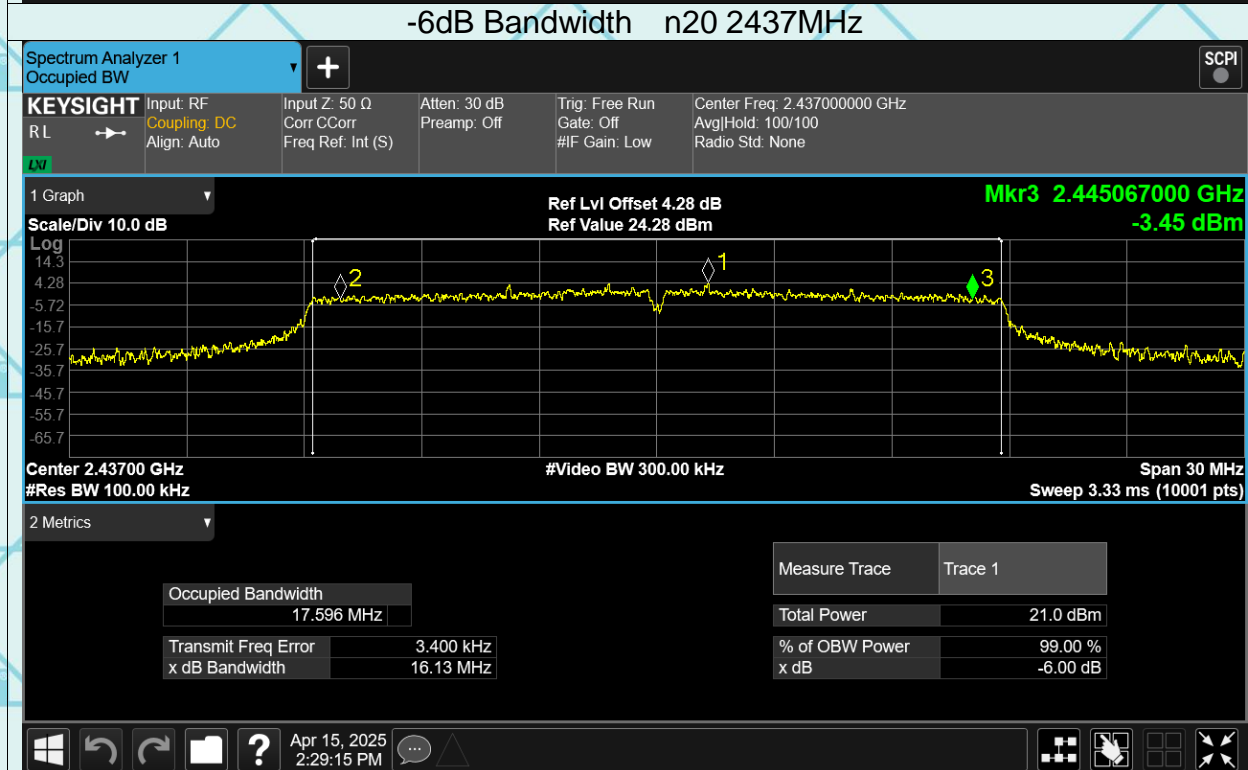 -6dB Bandwidth n20 2437MHz
Spectrum Analyzer 1
Occupied BW
SCPI
KEYSIGHT
R L
LXI
Input: RF
Coupling: DC
Align: Auto
Input Z: 50 Ω
Corr CCorr
Freq Ref: Int (S)
Atten: 30 dB
Preamp: Off
Trig: Free Run
Gate: Off
#IF Gain: Low
Center Freq: 2.437000000 GHz
Avg|Hold: 100/100
Radio Std: None
1 Graph
Scale/Div 10.0 dB
Ref Lvl Offset 4.28 dB
Ref Value 24.28 dBm
Mkr3 2.445067000 GHz
-3.45 dBm
Log
14.3
4.28
-5.72
-15.7
-25.7
-35.7
-45.7
-55.7
-65.7
2
1
3
Center 2.43700 GHz
#Video BW 300.00 kHz
Span 30 MHz
#Res BW 100.00 kHz
Sweep 3.33 ms (10001 pts)
2 Metrics
Occupied Bandwidth
17.596 MHz
Transmit Freq Error 3.400 kHz
x dB Bandwidth 16.13 MHz
Measure Trace Trace 1
Total Power 21.0 dBm
% of OBW Power 99.00 %
x dB -6.00 dB
Apr 15, 2025
2:29:15 PM